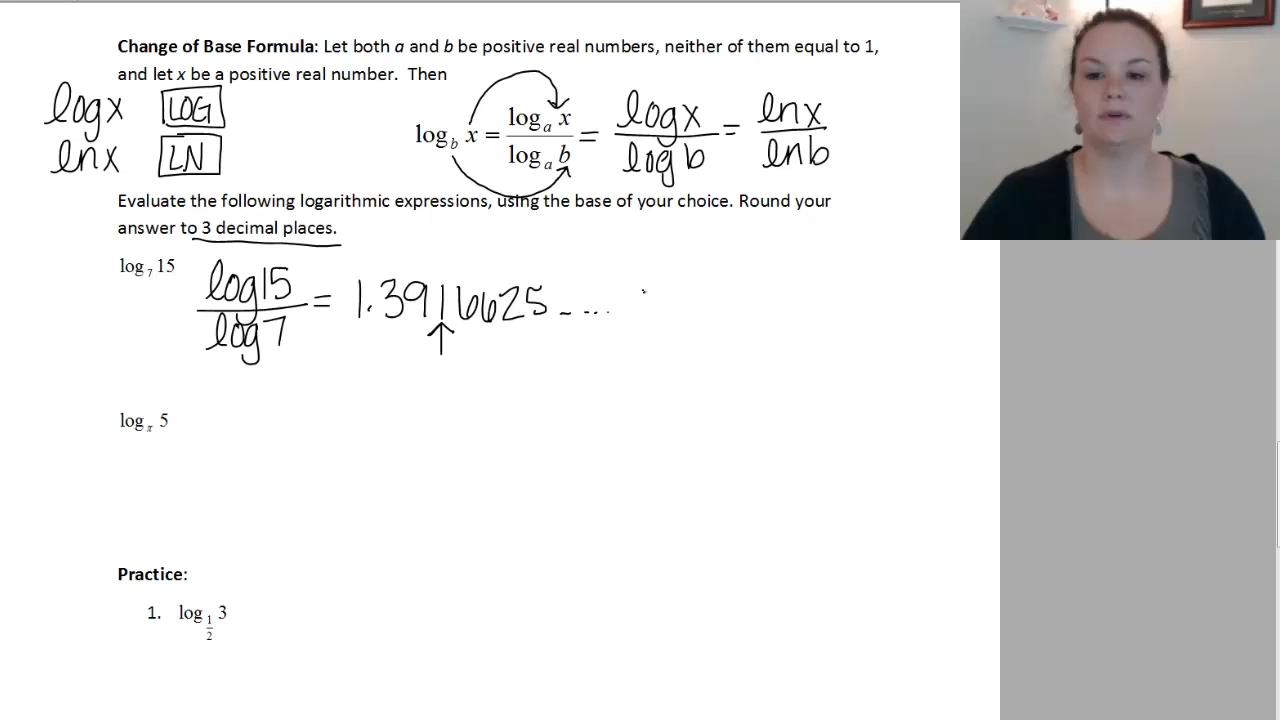 Change of Base Formula: Let both a and b be positive real numbers, neither of them equal to 1,
and let x be a positive real number. Then
log x LOG
ln x LN
log_b x = log_a x / log_a b = log x / log b = ln x / ln b
Evaluate the following logarithmic expressions, using the base of your choice. Round your
answer to 3 decimal places.
log_7 15 log 15 / log 7 = 1.3916625 - ...
log_π 5
Practice:
1. log_{1/2} 3